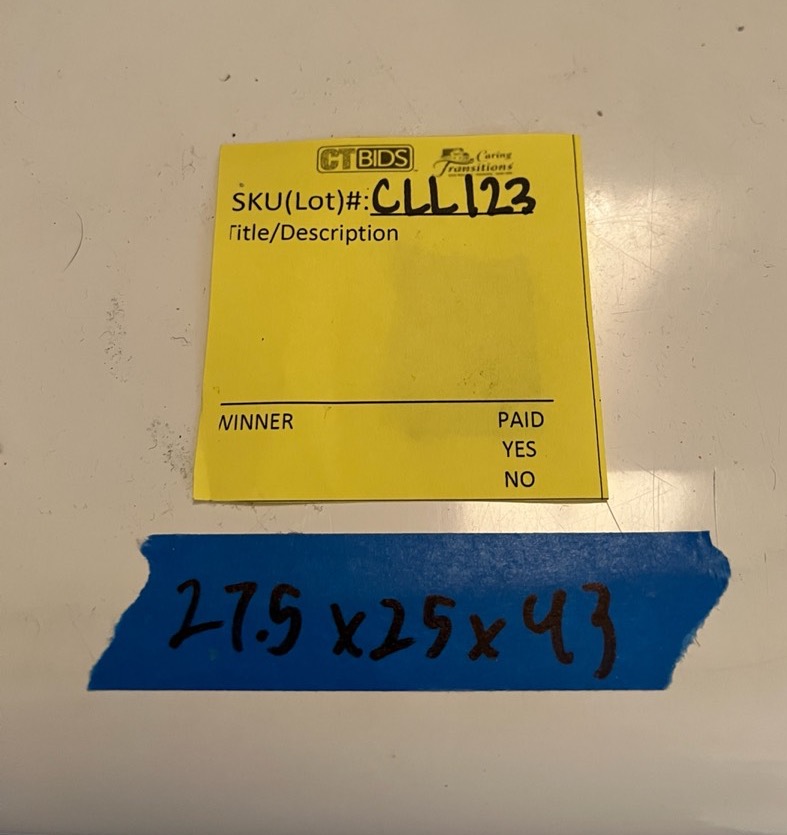 CTBIDS Caring Transitions
SKU(Lot)#: CLL123
Title/Description
WINNER PAID
YES
NO
27.5 x 25 x 43